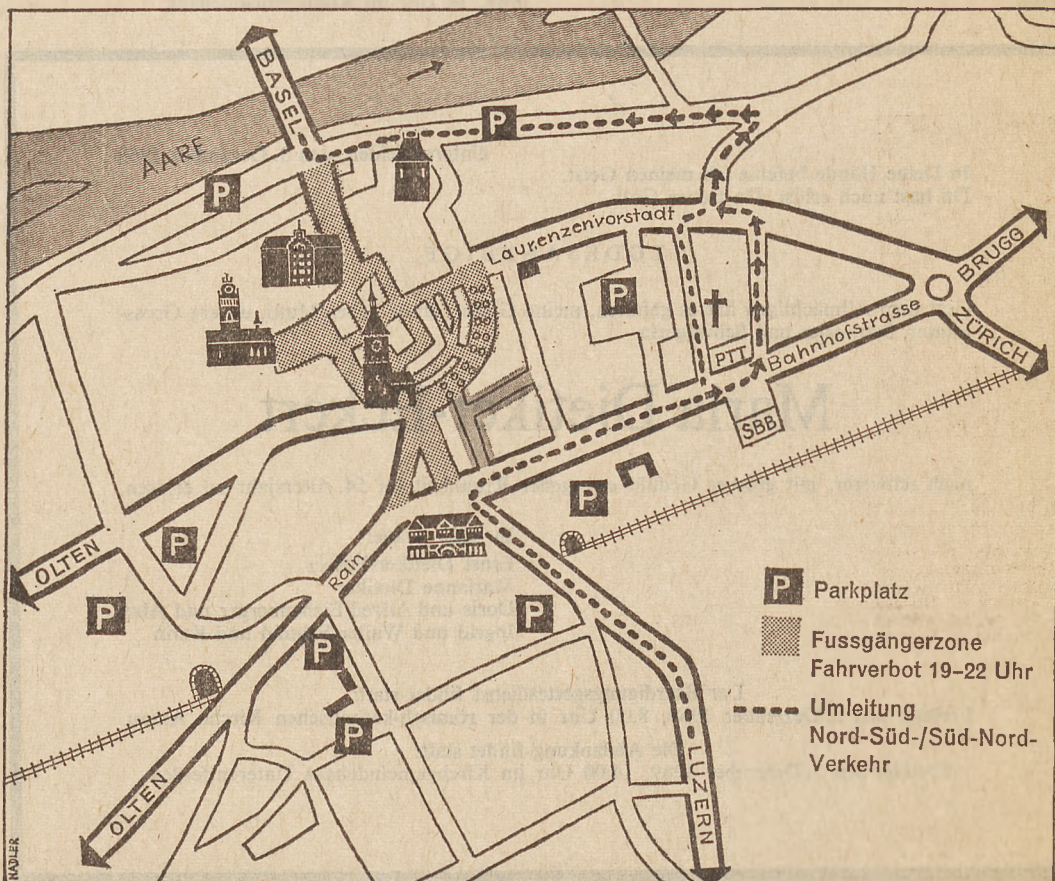 BASEL
P
AARE
P
Laurenzenvorstadt
BRUGG
P
ZÜRICH
PTT
Bahnhofstrasse
SBB
P
OLTEN
P
Rain
P
P
P
P
OLTEN
LUZERN
P Parkplatz
Fussgängerzone
Fahrverbot 19–22 Uhr
Umleitung
Nord-Süd-/Süd-Nord-
Verkehr
NADLER